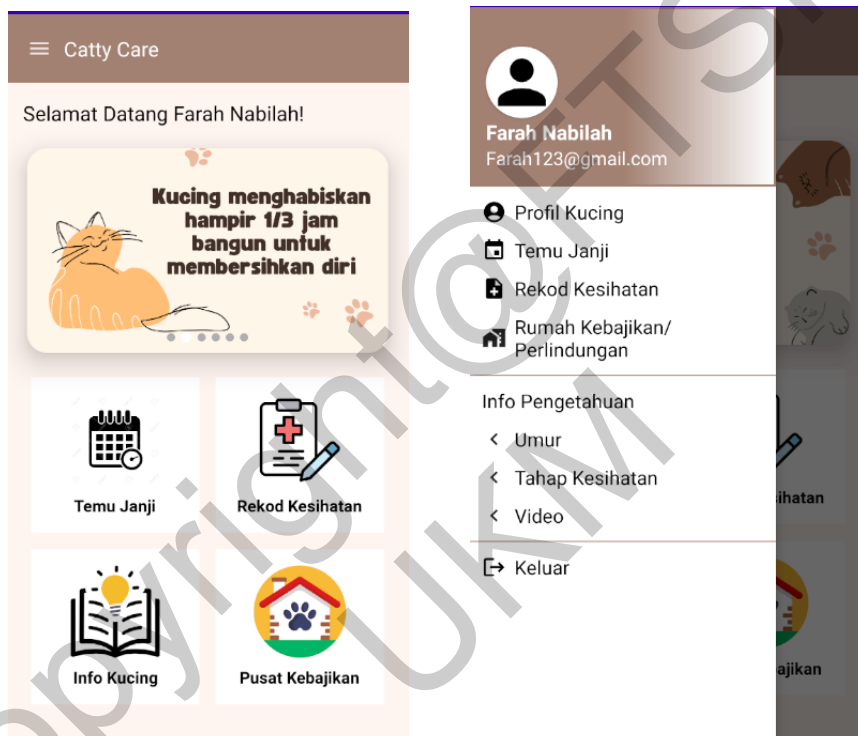 Catty Care
Selamat Datang Farah Nabilah!
Kucing menghabiskan
hampir 1/3 jam
bangun untuk
membersihkan diri
Temu Janji
Rekod Kesihatan
Info Kucing
Pusat Kebajikan
Farah Nabilah
Farah123@gmail.com
Profil Kucing
Temu Janji
Rekod Kesihatan
Rumah Kebajikan/
Perlindungan
Info Pengetahuan
Umur
Tahap Kesihatan
Video
Keluar
ihatan
ajikan
Copyright@FTSM
UKM